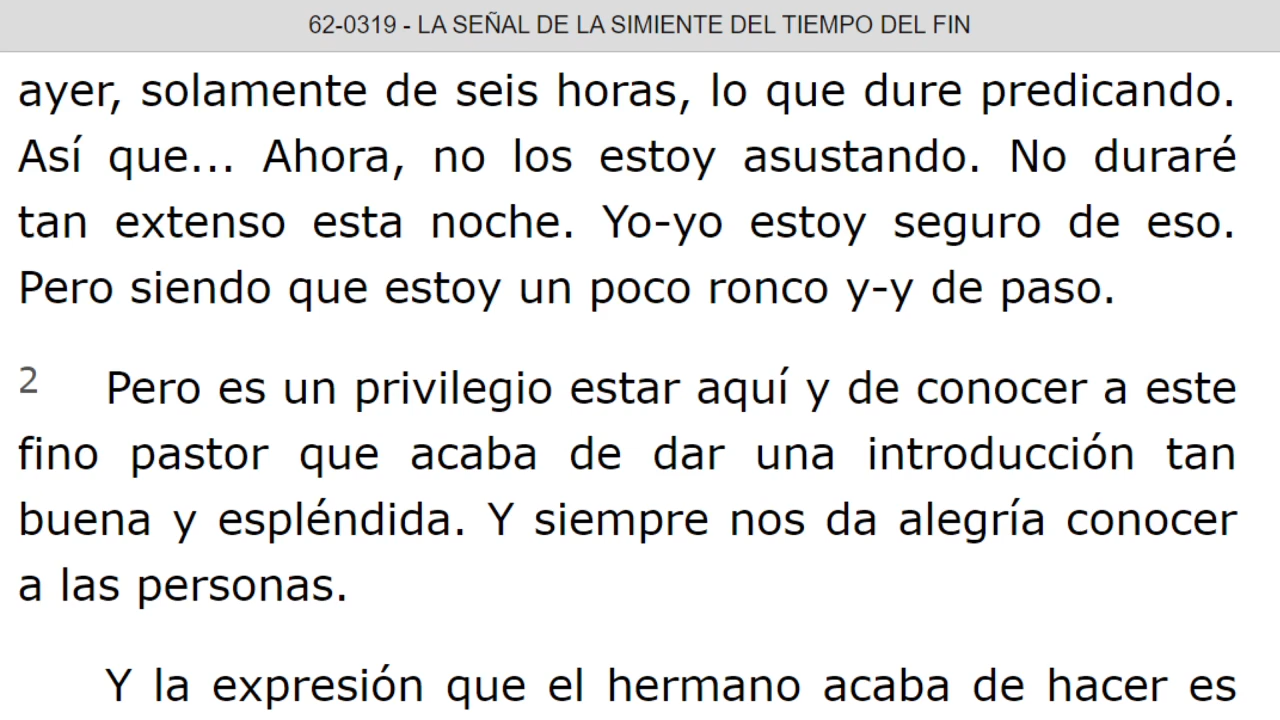 62-0319 - LA SEÑAL DE LA SIMIENTE DEL TIEMPO DEL FIN
ayer, solamente de seis horas, lo que dure predicando.
Así que... Ahora, no los estoy asustando. No duraré
tan extenso esta noche. Yo-yo estoy seguro de eso.
Pero siendo que estoy un poco ronco y-y de paso.
2 Pero es un privilegio estar aquí y de conocer a este
fino pastor que acaba de dar una introducción tan
buena y espléndida. Y siempre nos da alegría conocer
a las personas.
Y la expresión que el hermano acaba de hacer es